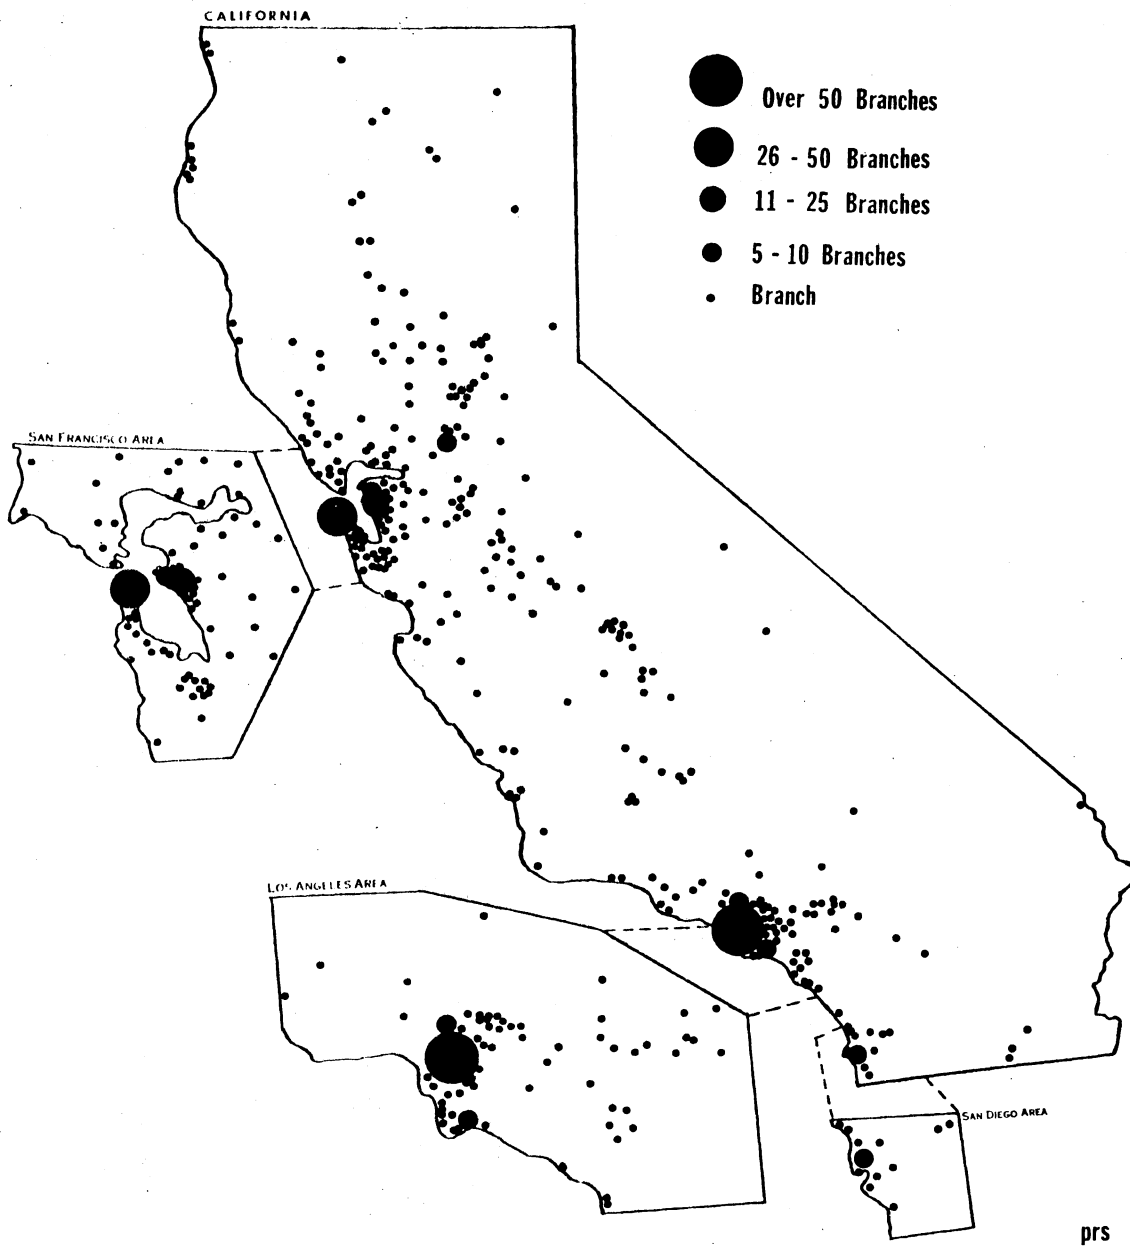 CALIFORNIA
Over 50 Branches
26 - 50 Branches
11 - 25 Branches
5 - 10 Branches
Branch
SAN FRANCISCO AREA
LOS ANGELES AREA
SAN DIEGO AREA
prs